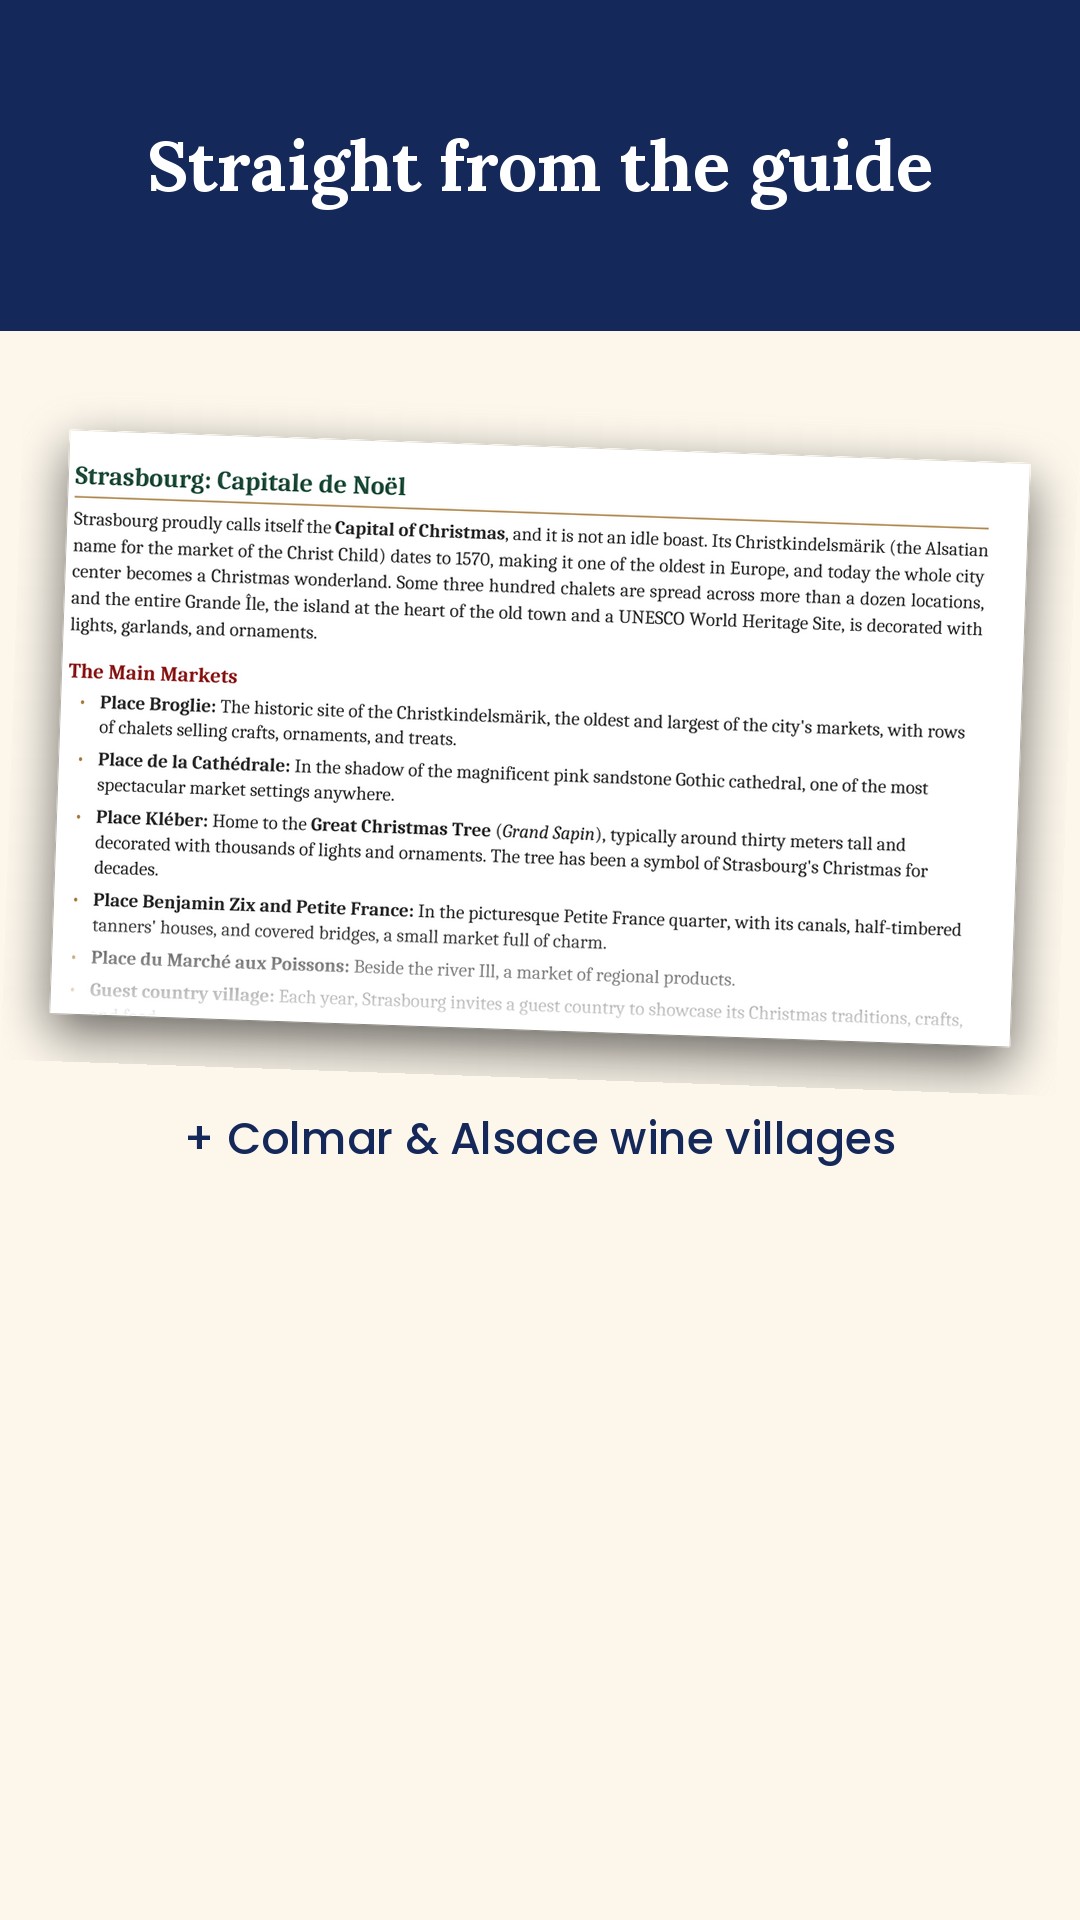 Straight from the guide
Strasbourg: Capitale de Noël
Strasbourg proudly calls itself the Capital of Christmas, and it is not an idle boast. Its Christkindelsmärik (the Alsatian
name for the market of the Christ Child) dates to 1570, making it one of the oldest in Europe, and today the whole city
center becomes a Christmas wonderland. Some three hundred chalets are spread across more than a dozen locations,
and the entire Grande Île, the island at the heart of the old town and a UNESCO World Heritage Site, is decorated with
lights, garlands, and ornaments.
The Main Markets
• Place Broglie: The historic site of the Christkindelsmärik, the oldest and largest of the city's markets, with rows
of chalets selling crafts, ornaments, and treats.
• Place de la Cathédrale: In the shadow of the magnificent pink sandstone Gothic cathedral, one of the most
spectacular market settings anywhere.
• Place Kléber: Home to the Great Christmas Tree (Grand Sapin), typically around thirty meters tall and
decorated with thousands of lights and ornaments. The tree has been a symbol of Strasbourg's Christmas for
decades.
• Place Benjamin Zix and Petite France: In the picturesque Petite France quarter, with its canals, half-timbered
tanners' houses, and covered bridges, a small market full of charm.
• Place du Marché aux Poissons: Beside the river Ill, a market of regional products.
• Guest country village: Each year, Strasbourg invites a guest country to showcase its Christmas traditions, crafts,
+ Colmar & Alsace wine villages